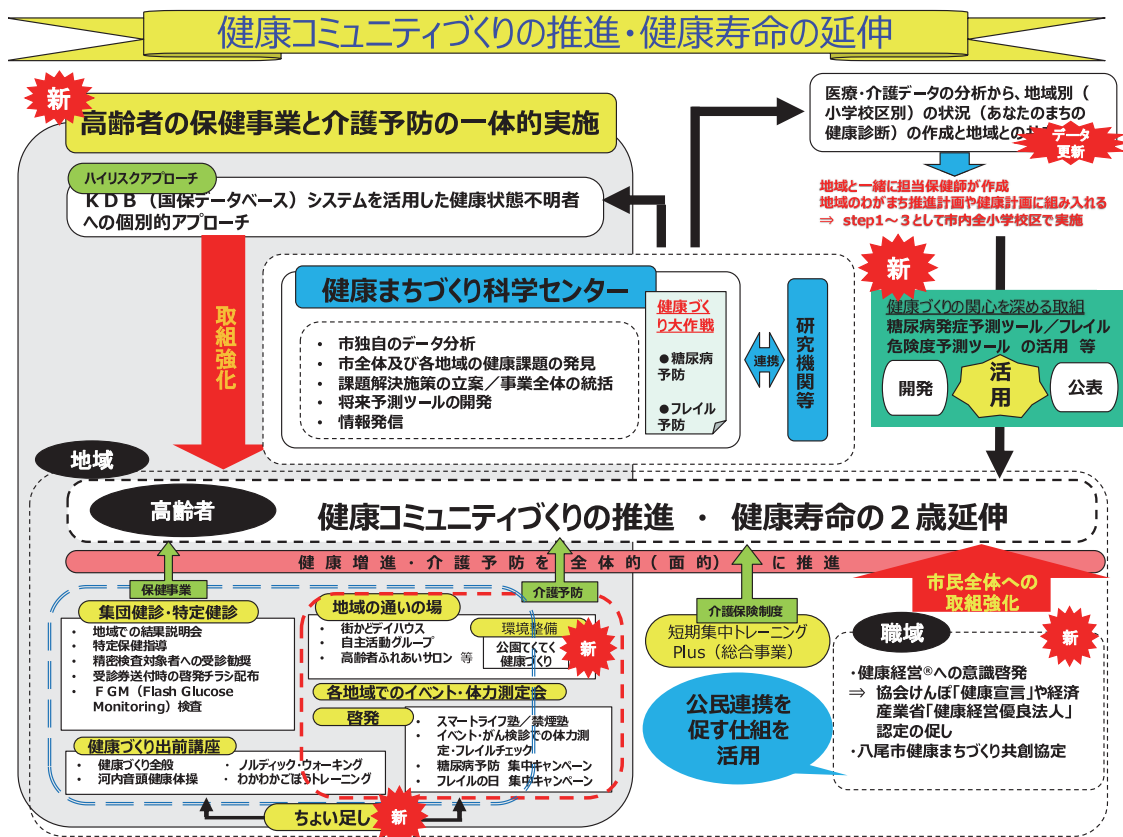 健康コミュニティづくりの推進・健康寿命の延伸
新
高齢者の保健事業と介護予防の一体的実施
ハイリスクアプローチ
ＫＤＢ（国保データベース）システムを活用した健康状態不明者
への個別的アプローチ
取組強化
医療・介護データの分析から、地域別（
小学校区別）の状況（あなたのまちの
健康診断）の作成と地域との
データ
更新
地域と一緒に担当保健師が作成
地域のわがまち推進計画や健康計画に組み入れる
⇒ step1～３として市内全小学校区で実施
健康まちづくり科学センター
・ 市独自のデータ分析
・ 市全体及び各地域の健康課題の発見
・ 課題解決施策の立案／事業全体の統括
・ 将来予測ツールの開発
・ 情報発信
健康づく
り大作戦
●糖尿病
予防
●フレイル
予防
連携
研究機関等
新
健康づくりの関心を深める取組
糖尿病発症予測ツール／フレイル
危険度予測ツール の活用 等
開発
活用
公表
地域
高齢者
健康コミュニティづくりの推進 ・ 健康寿命の２歳延伸
健康増進・介護予防を全体的(面的)に推進
保健事業
集団健診・特定健診
・ 地域での結果説明会
・ 特定保健指導
・ 精密検査対象者への受診勧奨
・ 受診券送付時の啓発チラシ配布
・ ＦＧＭ（Flash Glucose
Monitoring）検査
健康づくり出前講座
・ 健康づくり全般
・ 河内音頭健康体操
・ ノルディック・ウォーキング
・ わかわかごぼうトレーニング
介護予防
地域の通いの場
・ 街かどデイハウス
・ 自主活動グループ
・ 高齢者ふれあいサロン 等
環境整備
公園てくてく
健康づくり
新
各地域でのイベント・体力測定会
啓発
・ スマートライフ塾／禁煙塾
・ イベント・がん検診での体力測
定・フレイルチェック
・ 糖尿病予防 集中キャンペーン
・ フレイルの日 集中キャンペーン
ちょい足し
新
介護保険制度
短期集中トレーニング
Plus（総合事業）
公民連携を
促す仕組を
活用
市民全体への
取組強化
職域
新
・健康経営®への意識啓発
⇒ 協会けんぽ「健康宣言」や経済
産業省「健康経営優良法人」
認定の促し
・八尾市健康まちづくり共創協定